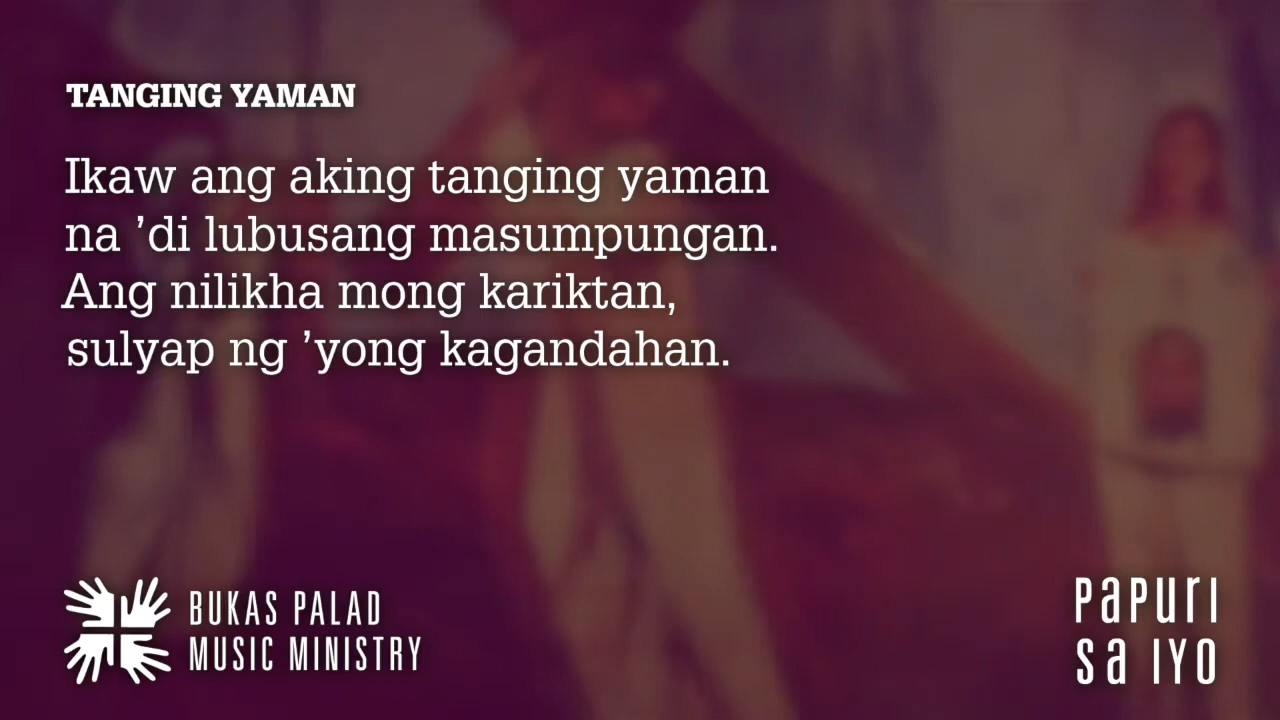 TANGING YAMAN
Ikaw ang aking tanging yaman
na ’di lubusang masumpungan.
Ang nilikha mong kariktan,
sulyap ng ’yong kagandahan.
BUKAS PALAD
MUSIC MINISTRY
PAPURI
SA IYO